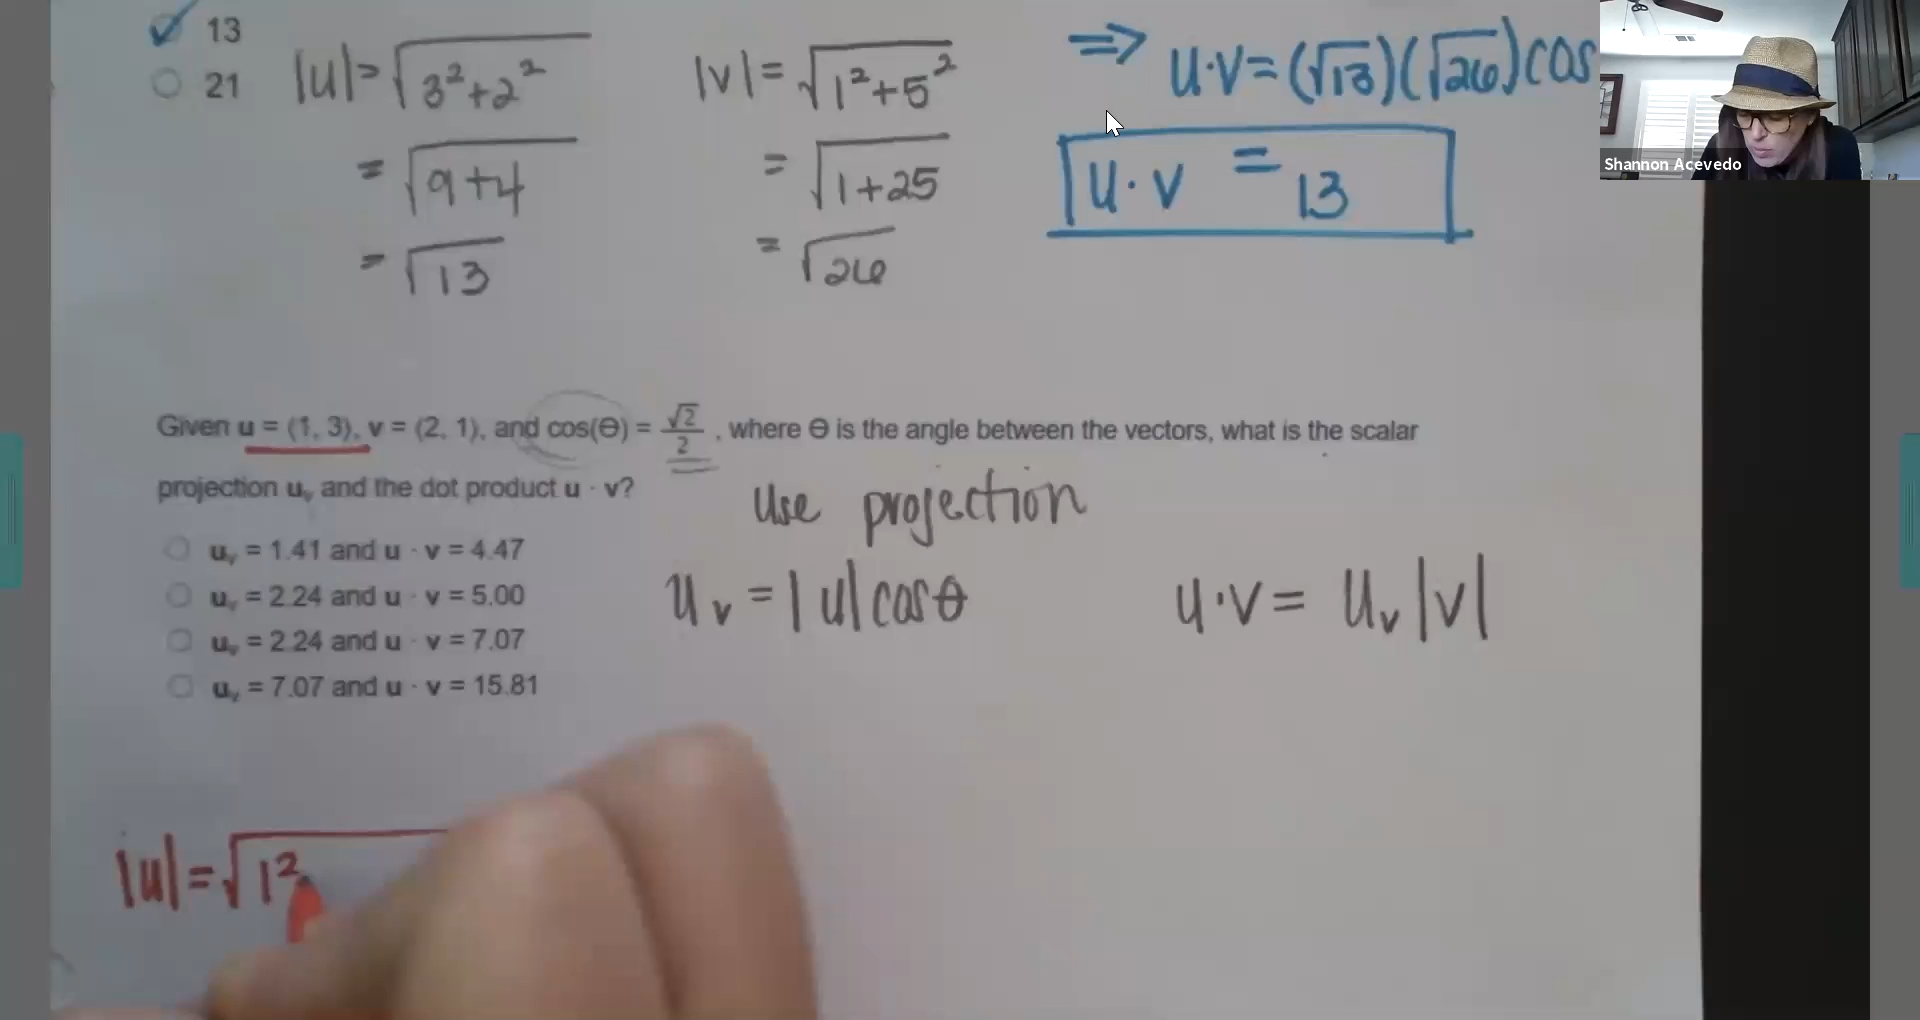 13
21
|u| = √3² + 2²
|v| = √1² + 5²
⇒ u·v = (√13)(√26) cos
= √9+4
= √1+25
u·v = 13
= √13
= √26
Given u = (1, 3), v = (2, 1), and cos(Θ) = √2/2, where Θ is the angle between the vectors, what is the scalar
projection uᵥ and the dot product u · v?
use projection
uᵥ = 1.41 and u · v = 4.47
uᵥ = 2.24 and u · v = 5.00
uᵥ = 2.24 and u · v = 7.07
uᵥ = 7.07 and u · v = 15.81
uᵥ = |u| cosθ
u·v = uᵥ|v|
|u| = √1²
Shannon Acevedo